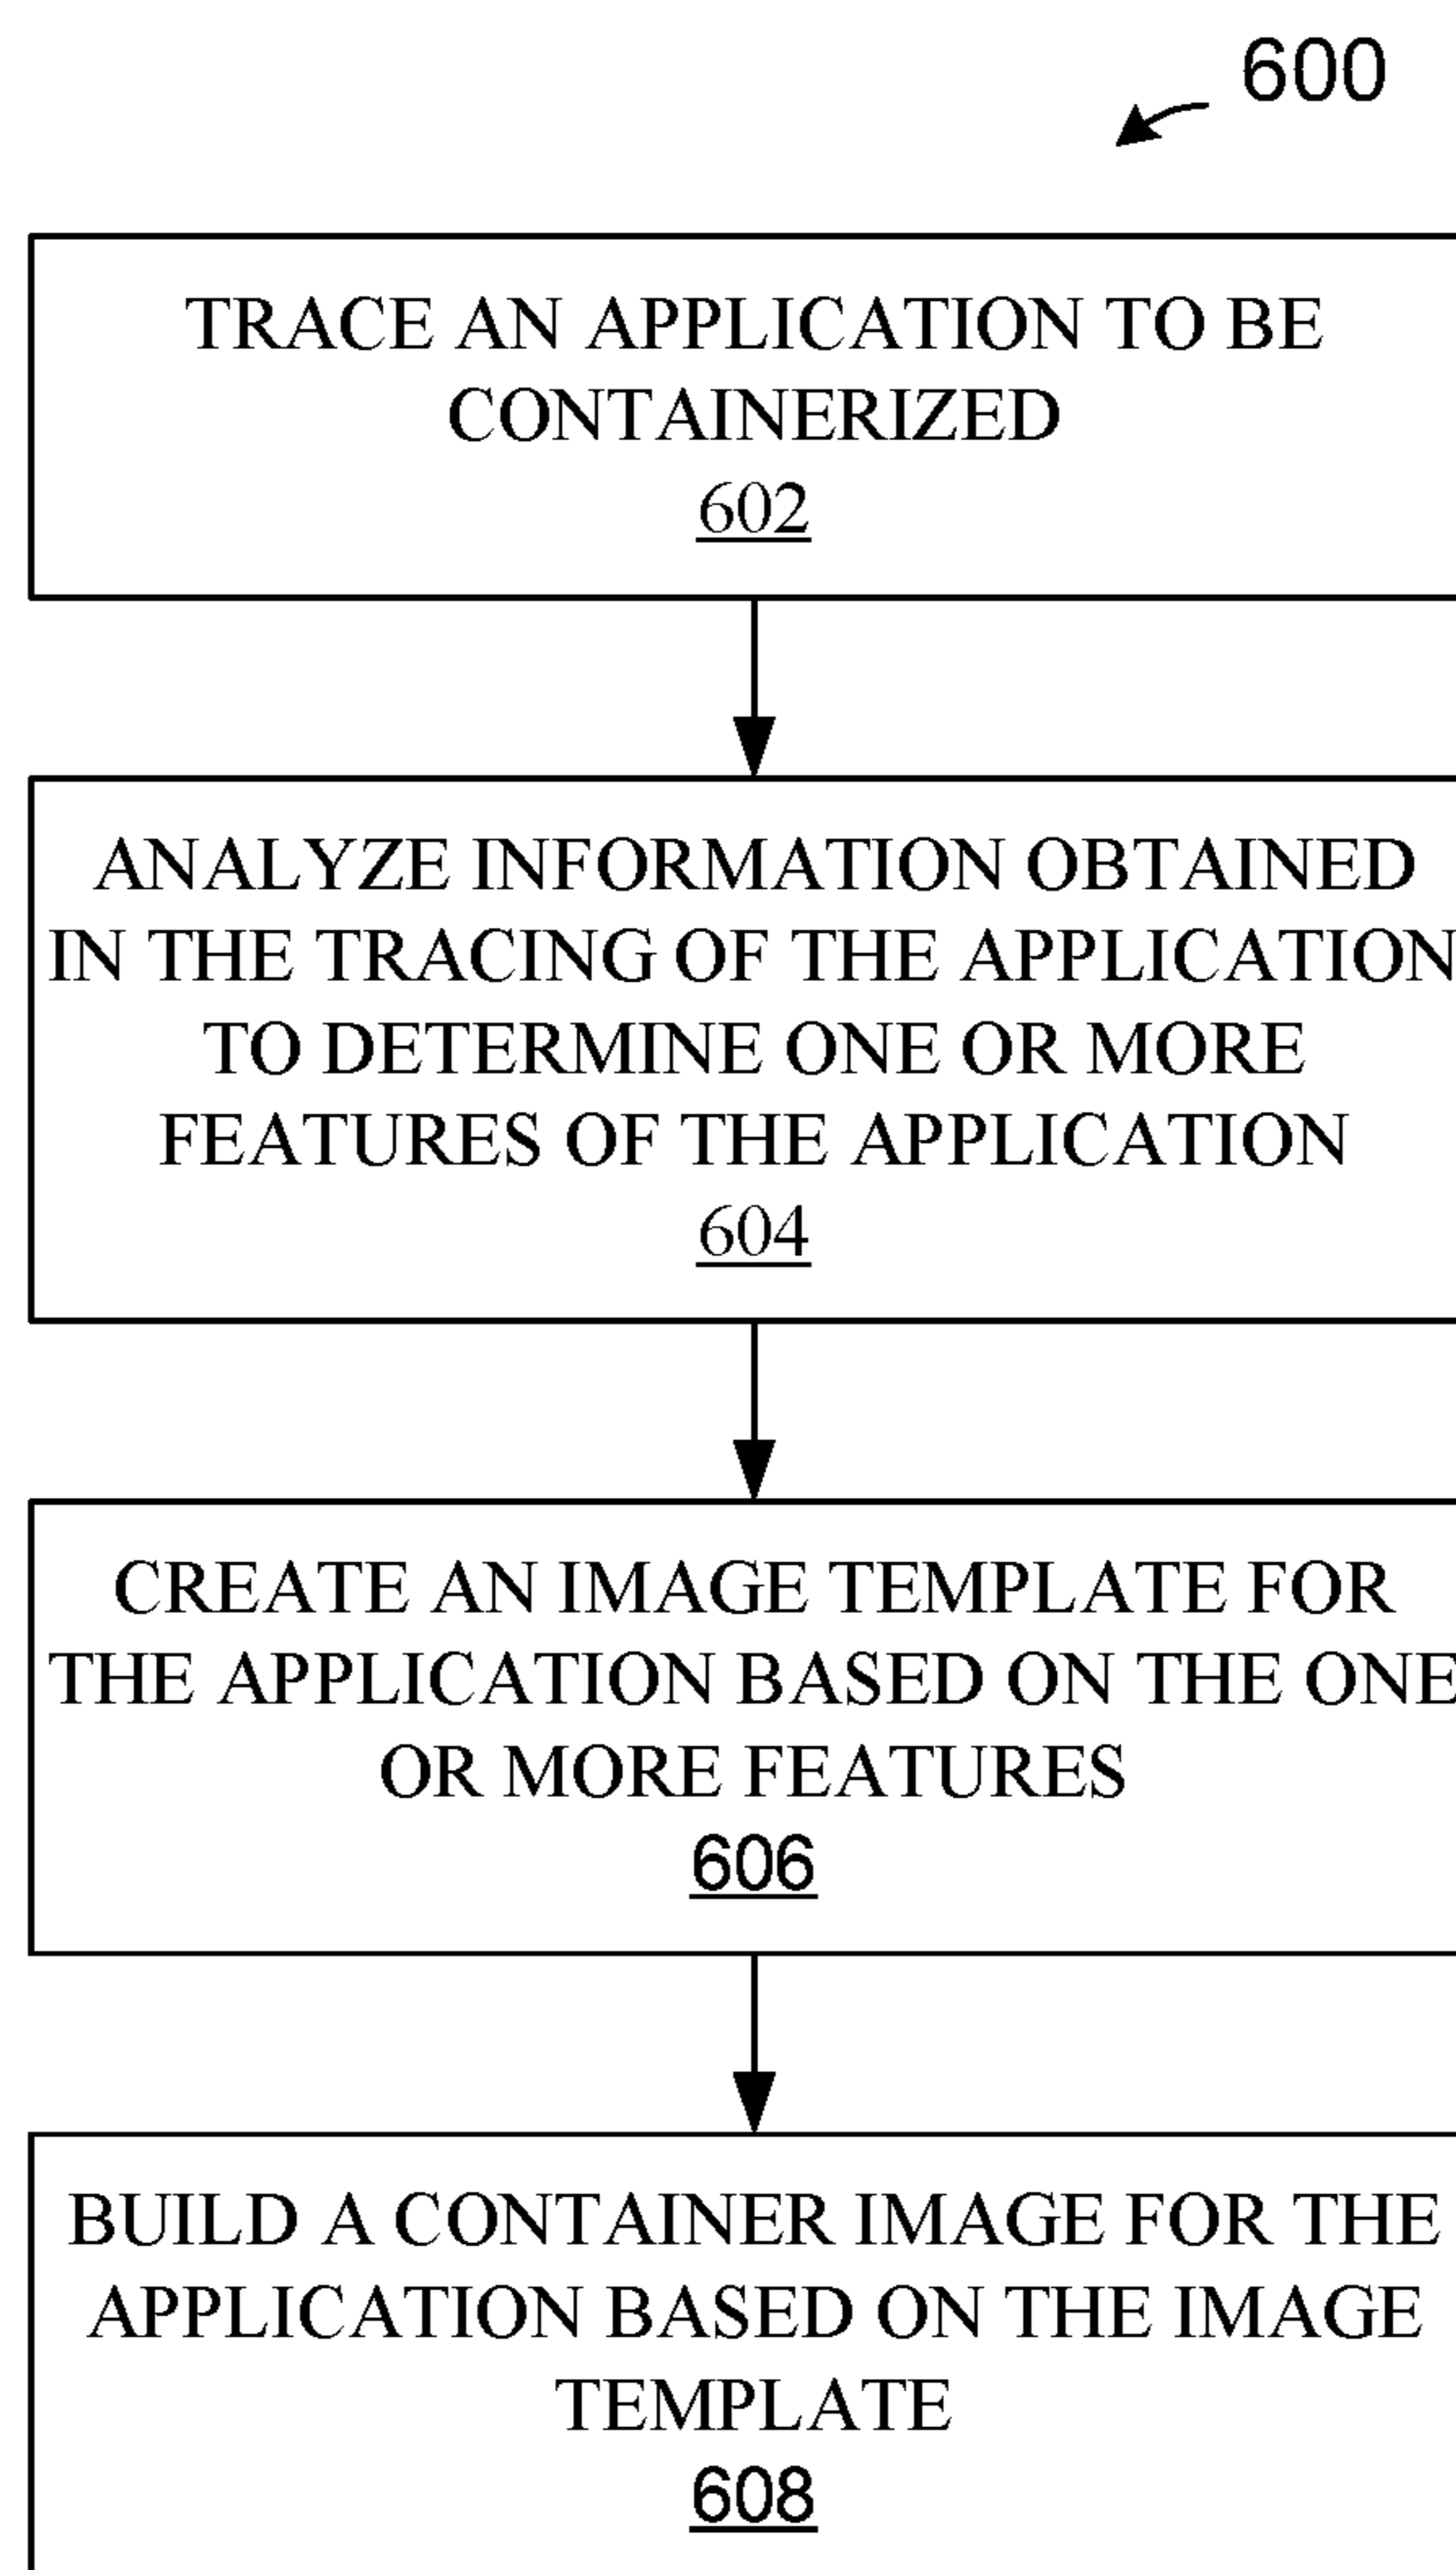 600
TRACE AN APPLICATION TO BE
CONTAINERIZED
602
ANALYZE INFORMATION OBTAINED
IN THE TRACING OF THE APPLICATION
TO DETERMINE ONE OR MORE
FEATURES OF THE APPLICATION
604
CREATE AN IMAGE TEMPLATE FOR
THE APPLICATION BASED ON THE ONE
OR MORE FEATURES
606
BUILD A CONTAINER IMAGE FOR THE
APPLICATION BASED ON THE IMAGE
TEMPLATE
608